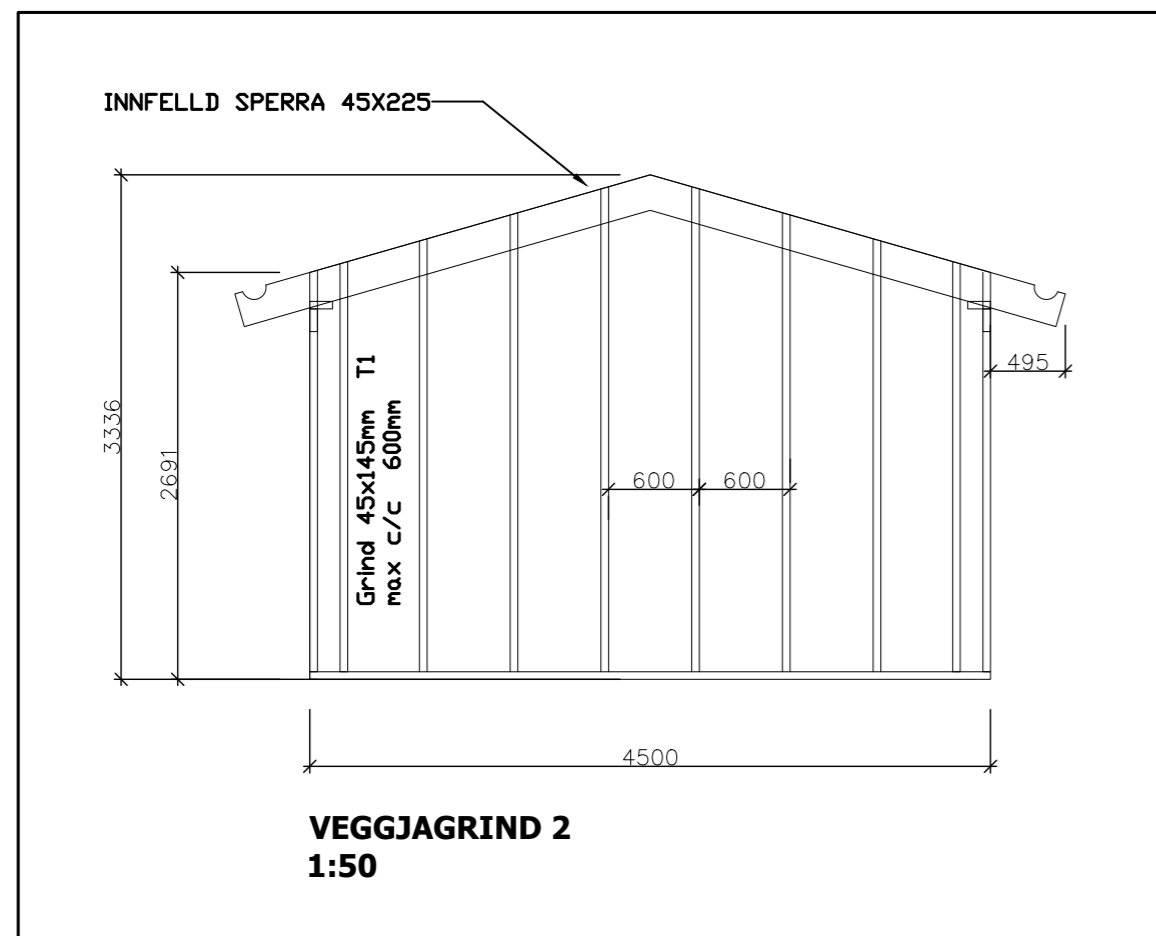 INNFELLD SPERRA 45X225
3336
2691
Grind 45x145mm T1
max c/c 600mm
600
600
495
4500
VEGGJAGRIND 2
1:50